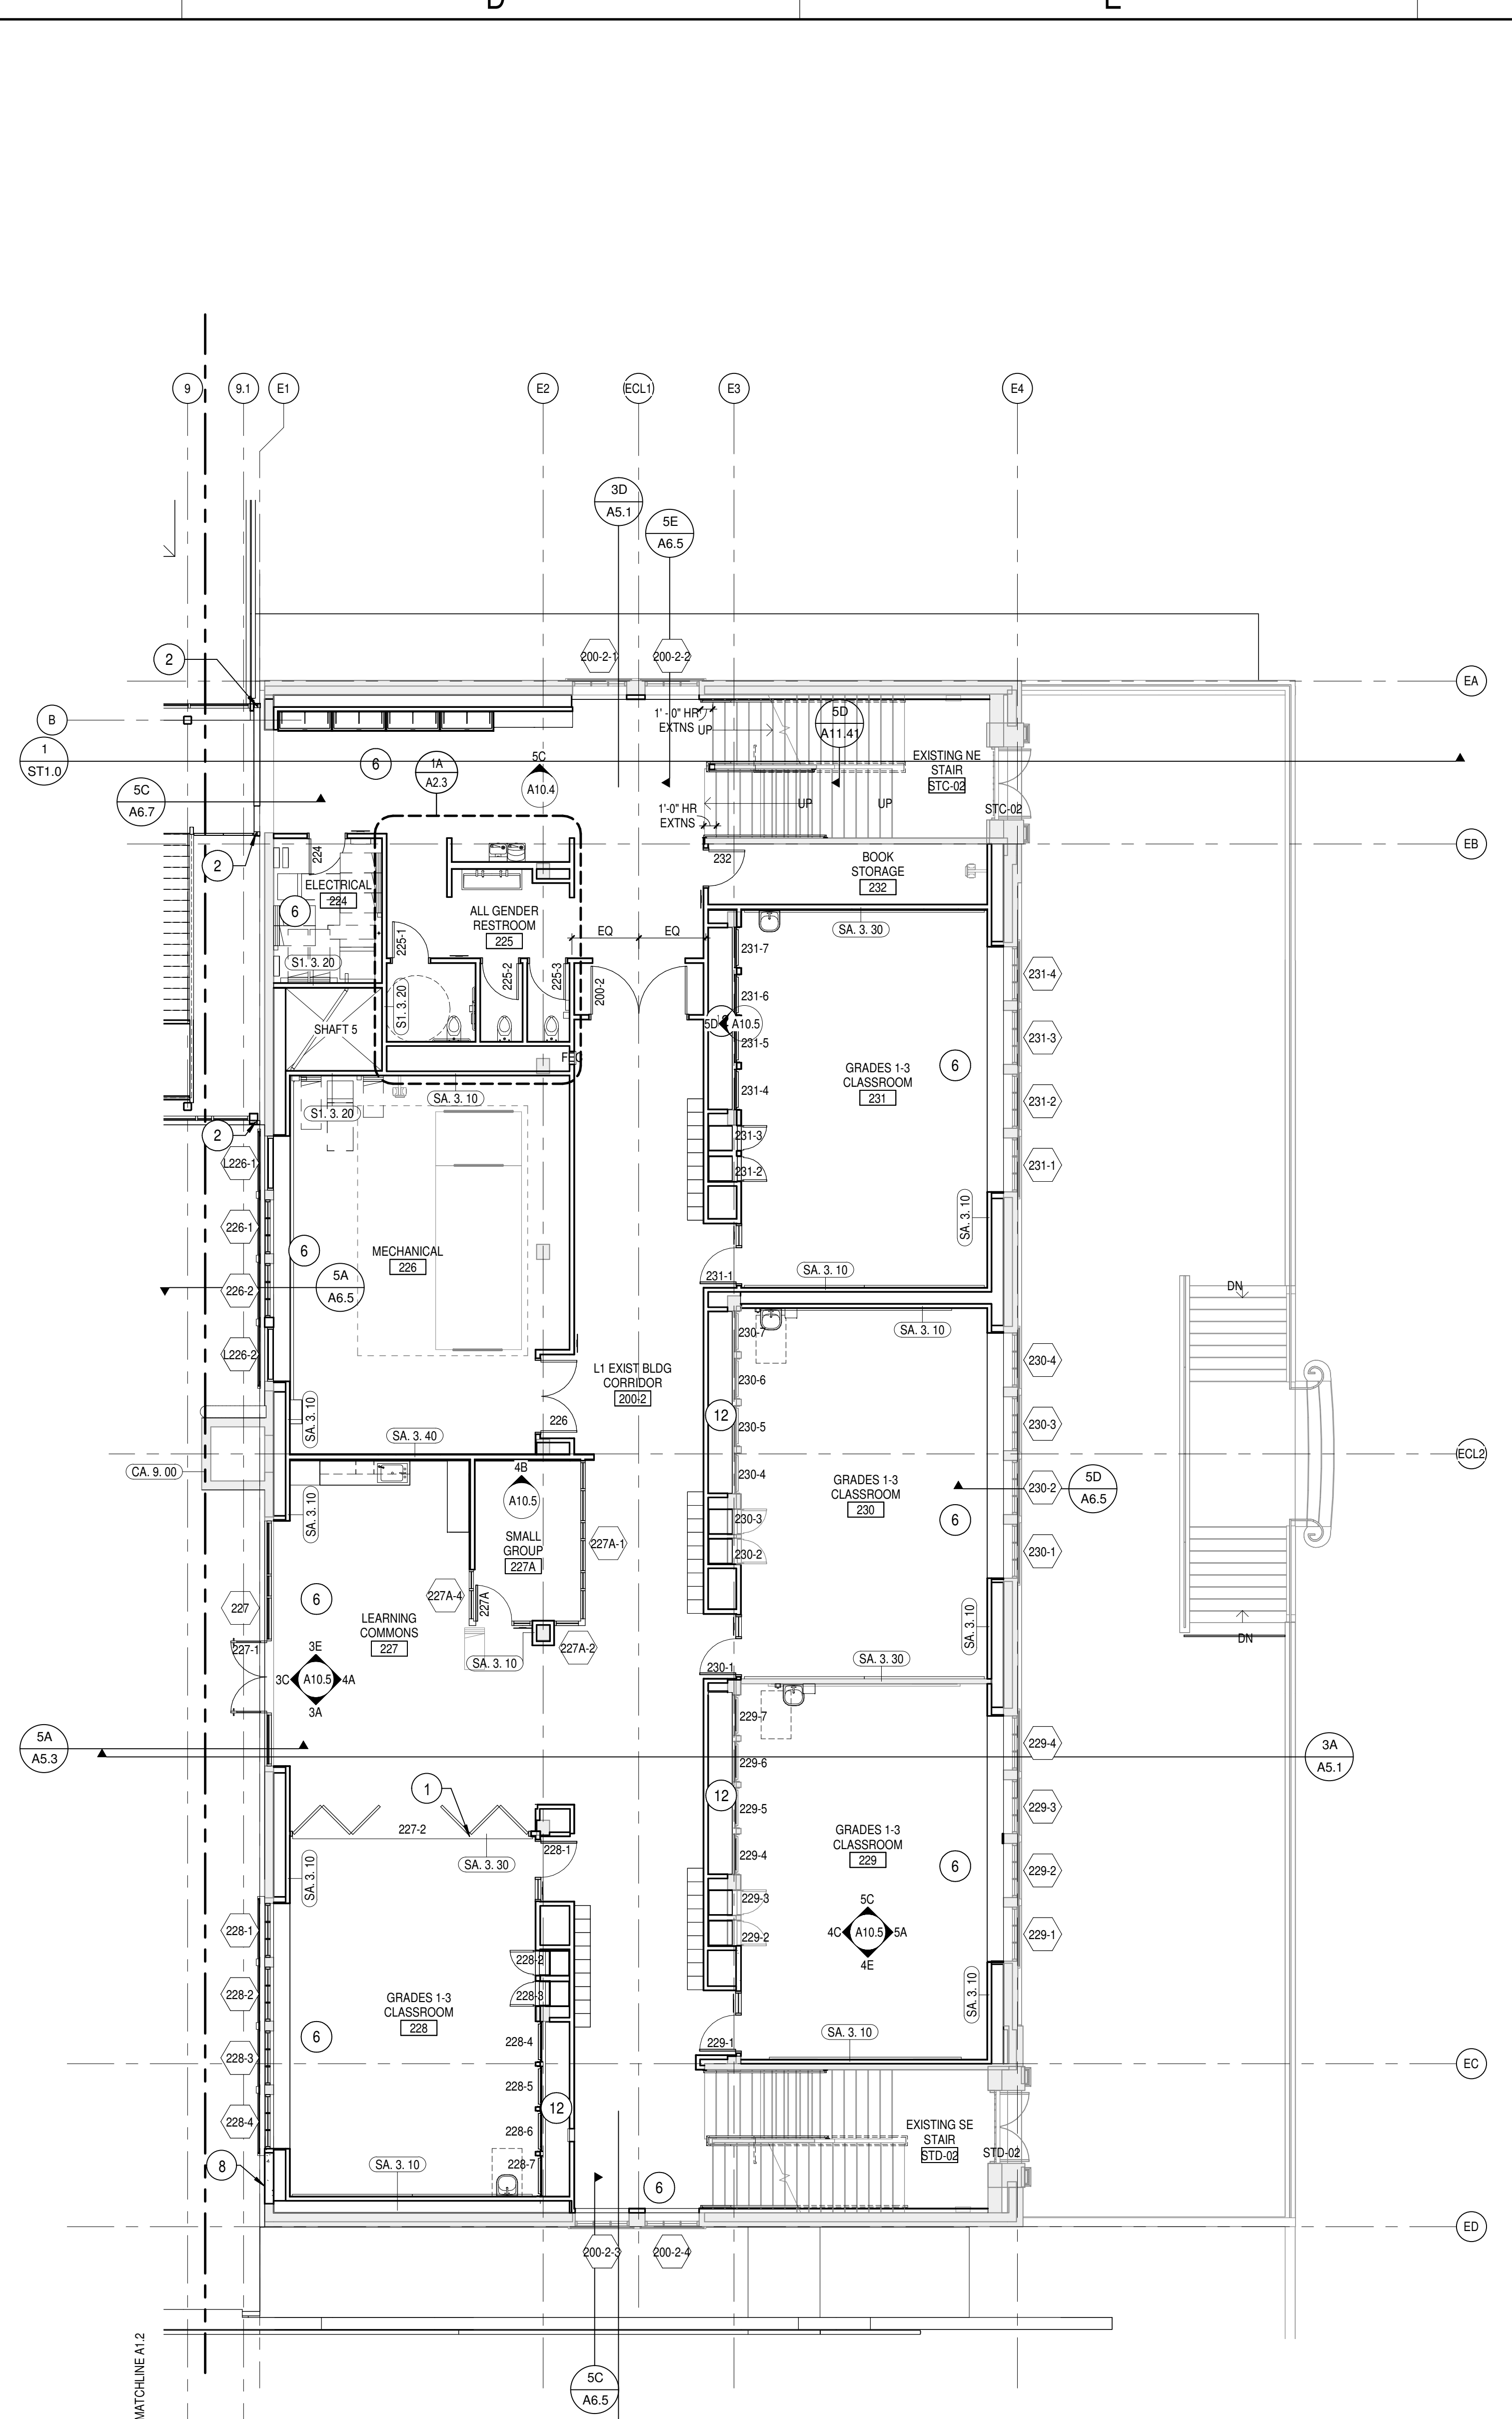 D
E
9
9.1
E1
E2
(ECL1)
E3
E4
3D
A5.1
5E
A6.5
2
200-2-1
200-2-2
EA
B
1
ST1.0
1' - 0" HR
EXTNS
UP
5D
A11.41
EXISTING NE
STAIR
STC-02
6
1A
A2.3
5C
A10.4
5C
A6.7
1'-0" HR
EXTNS
UP
UP
STC-02
2
224
EB
232
BOOK
STORAGE
232
ELECTRICAL
224
6
ALL GENDER
RESTROOM
225
225-1
EQ
EQ
SA. 3. 30
231-7
S1. 3. 20
225-2
225-3
200-2
231-4
231-6
S1. 3. 20
SHAFT 5
5D
A10.5
231-5
231-3
FEC
GRADES 1-3
CLASSROOM
231
6
231-4
SA. 3. 10
S1. 3. 20
231-2
2
231-3
L226-1
231-2
231-1
226-1
6
MECHANICAL
226
SA. 3. 10
5A
A6.5
226-2
231-1
SA. 3. 10
DN
230-7
SA. 3. 10
L226-2
L1 EXIST BLDG
CORRIDOR
200-2
230-6
230-4
SA. 3. 10
226
12
230-5
230-3
SA. 3. 40
(ECL2)
CA. 9. 00
4B
A10.5
230-4
GRADES 1-3
CLASSROOM
230
230-2
5D
A6.5
SA. 3. 10
SMALL
GROUP
227A
227A-1
230-3
6
230-2
230-1
6
227A-4
227A
227
LEARNING
COMMONS
227
SA. 3. 10
227-1
227A-2
DN
3E
3C
A10.5
4A
3A
SA. 3. 10
230-1
SA. 3. 30
229-7
5A
A5.3
229-6
229-4
3A
A5.1
1
12
227-2
229-5
229-3
228-1
GRADES 1-3
CLASSROOM
229
SA. 3. 10
SA. 3. 30
229-4
6
229-2
229-3
5C
228-1
229-2
4C
A10.5
5A
4E
229-1
228-2
228-2
228-3
SA. 3. 10
GRADES 1-3
CLASSROOM
228
6
228-4
229-1
SA. 3. 10
228-3
EC
228-5
12
228-4
228-6
EXISTING SE
STAIR
STD-02
STD-02
8
SA. 3. 10
228-7
6
ED
200-2-3
200-2-4
MATCHLINE A1.2
5C
A6.5